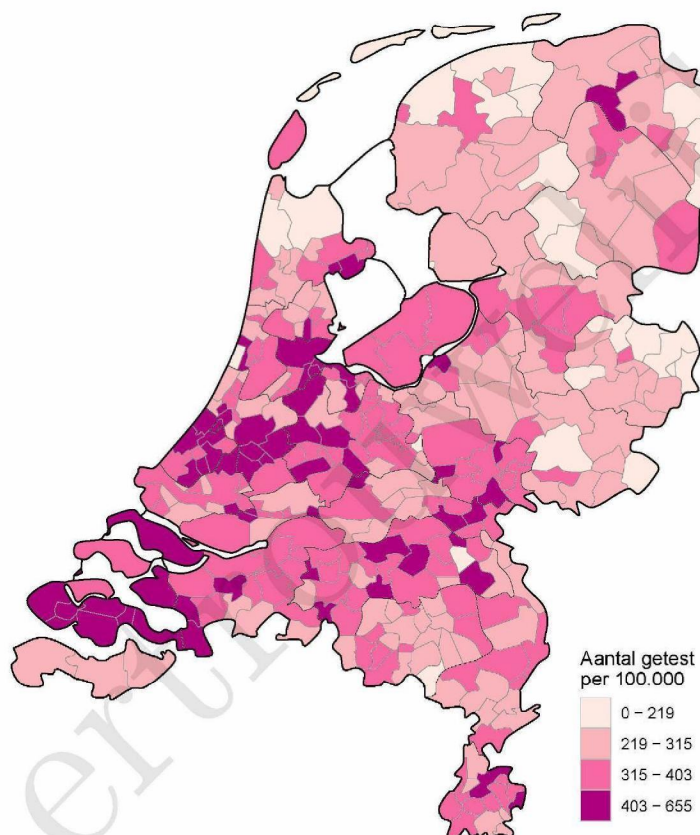 Aantal getest
per 100.000
0 – 219
219 – 315
315 – 403
403 – 655